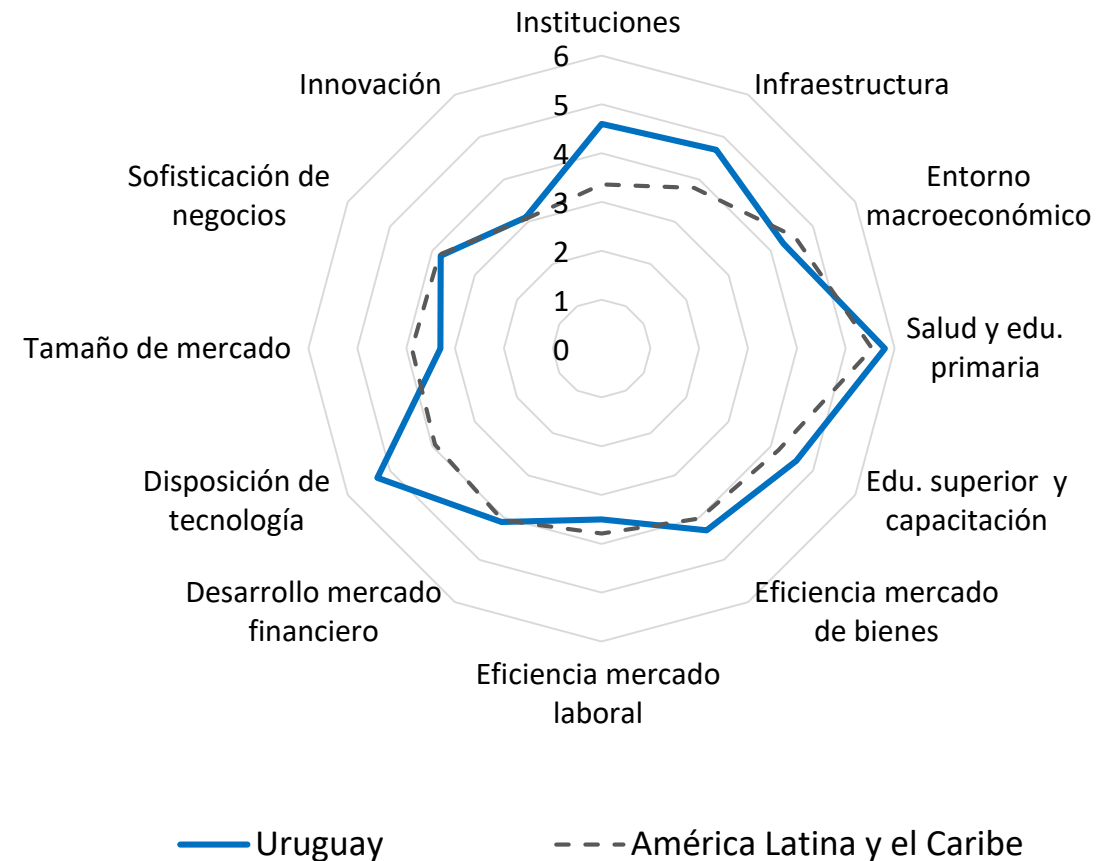 Instituciones
Infraestructura
Entorno
macroeconómico
Salud y edu.
primaria
Edu. superior  y
capacitación
Eficiencia mercado
de bienes
Eficiencia mercado
laboral
Desarrollo mercado
financiero
Disposición de
tecnología
Tamaño de mercado
Sofisticación de
negocios
Innovación
6
5
4
3
2
1
0
Uruguay
América Latina y el Caribe